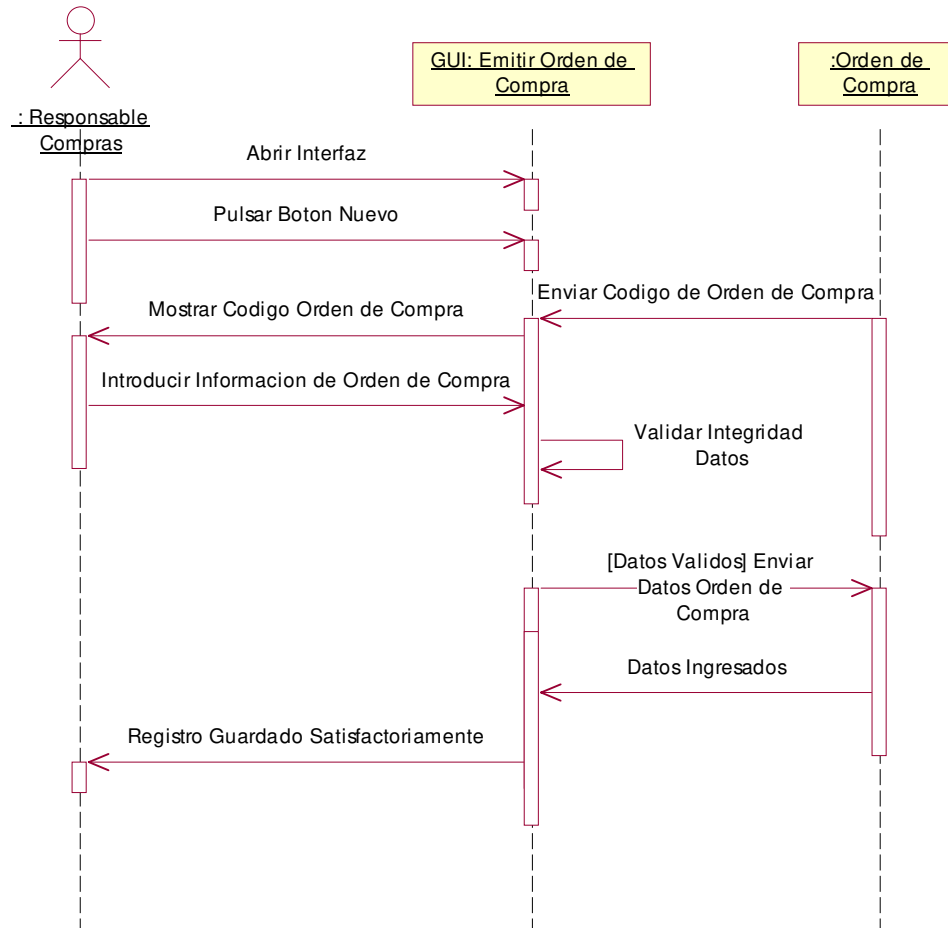 GUI: Emitir Orden de
Compra
:Orden de
Compra
: Responsable
Compras
Abrir Interfaz
Pulsar Boton Nuevo
Enviar Codigo de Orden de Compra
Mostrar Codigo Orden de Compra
Introducir Informacion de Orden de Compra
Validar Integridad
Datos
[Datos Validos] Enviar
Datos Orden de
Compra
Datos Ingresados
Registro Guardado Satisfactoriamente